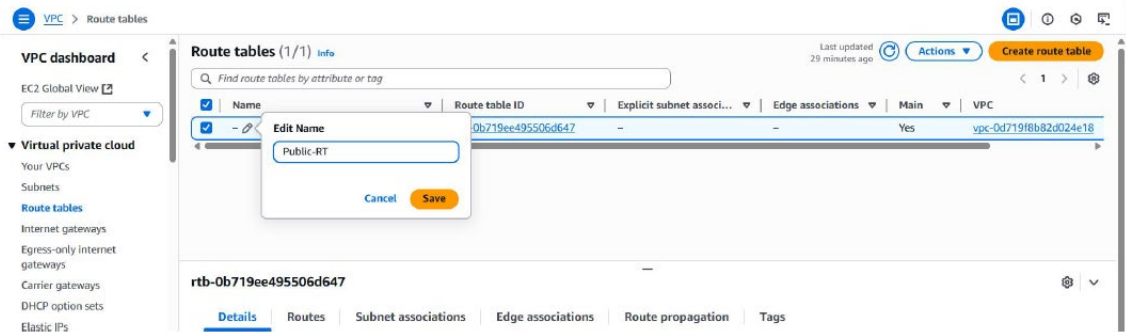 VPC > Route tables
VPC dashboard
EC2 Global View
Filter by VPC
Virtual private cloud
Your VPCs
Subnets
Route tables
Internet gateways
Egress-only internet
gateways
Carrier gateways
DHCP option sets
Elastic IPs
Route tables (1/1) Info
Last updated
29 minutes ago
Actions
Create route table
Find route tables by attribute or tag
1
Name Route table ID Explicit subnet associ... Edge associations Main VPC
– -0b719ee495506d647 – – Yes vpc-0d719f8b82d024e18
Edit Name
Public-RT
Cancel Save
rtb-0b719ee495506d647
Details Routes Subnet associations Edge associations Route propagation Tags